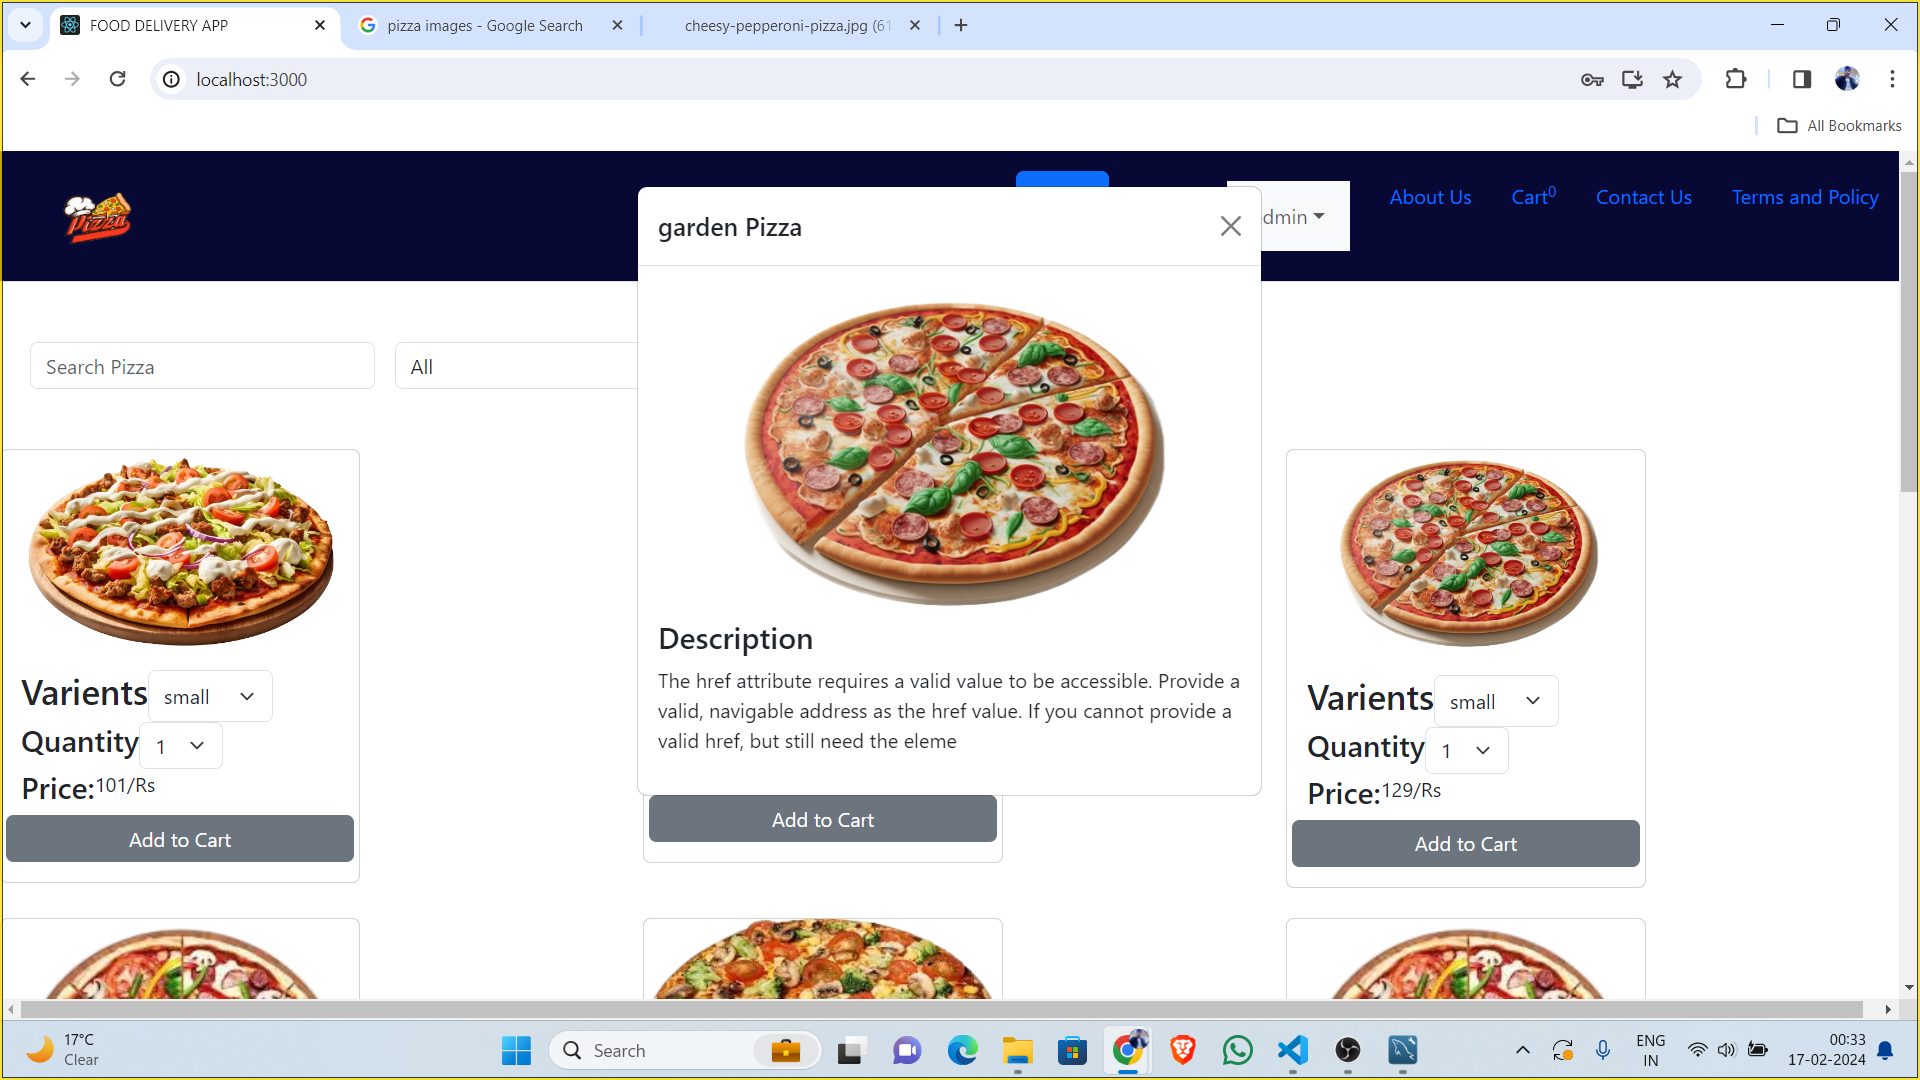 FOOD DELIVERY APP
pizza images - Google Search
cheesy-pepperoni-pizza.jpg (61
localhost:3000
All Bookmarks
Pizza
dmin
About Us
Cart0
Contact Us
Terms and Policy
garden Pizza
Search Pizza
All
Description
The href attribute requires a valid value to be accessible. Provide a
valid, navigable address as the href value. If you cannot provide a
valid href, but still need the eleme
Varients small
Quantity 1
Price:101/Rs
Add to Cart
Add to Cart
Varients small
Quantity 1
Price:129/Rs
Add to Cart
17°C
Clear
Search
ENG
IN
00:33
17-02-2024